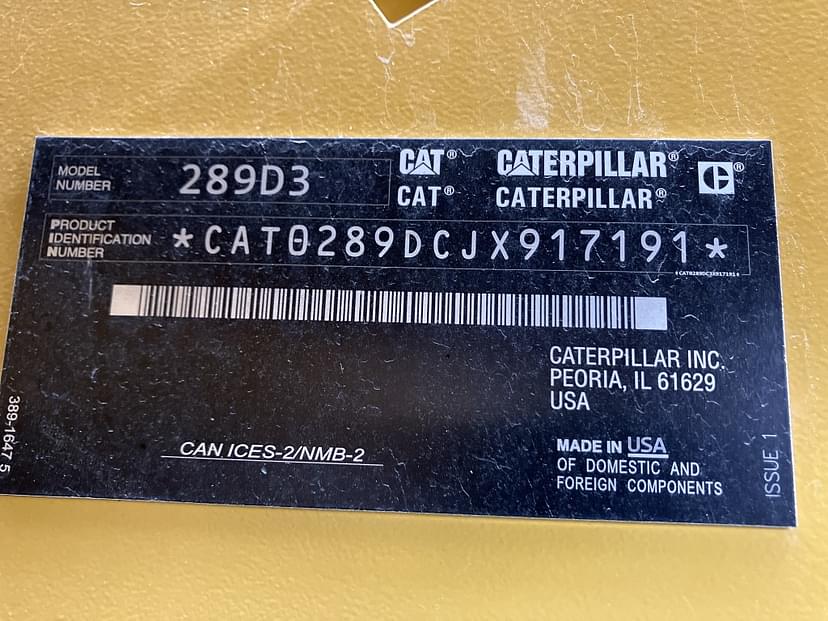 MODEL
NUMBER
289D3
CAT® CATERPILLAR® ®
CAT® CATERPILLAR®
PRODUCT
IDENTIFICATION
NUMBER
*CAT0289DCJX917191*
*CAT0289DCJX917191*
CATERPILLAR INC.
PEORIA, IL 61629
USA
CAN ICES-2/NMB-2
MADE IN USA
OF DOMESTIC AND
FOREIGN COMPONENTS
389-1647 5
ISSUE 1